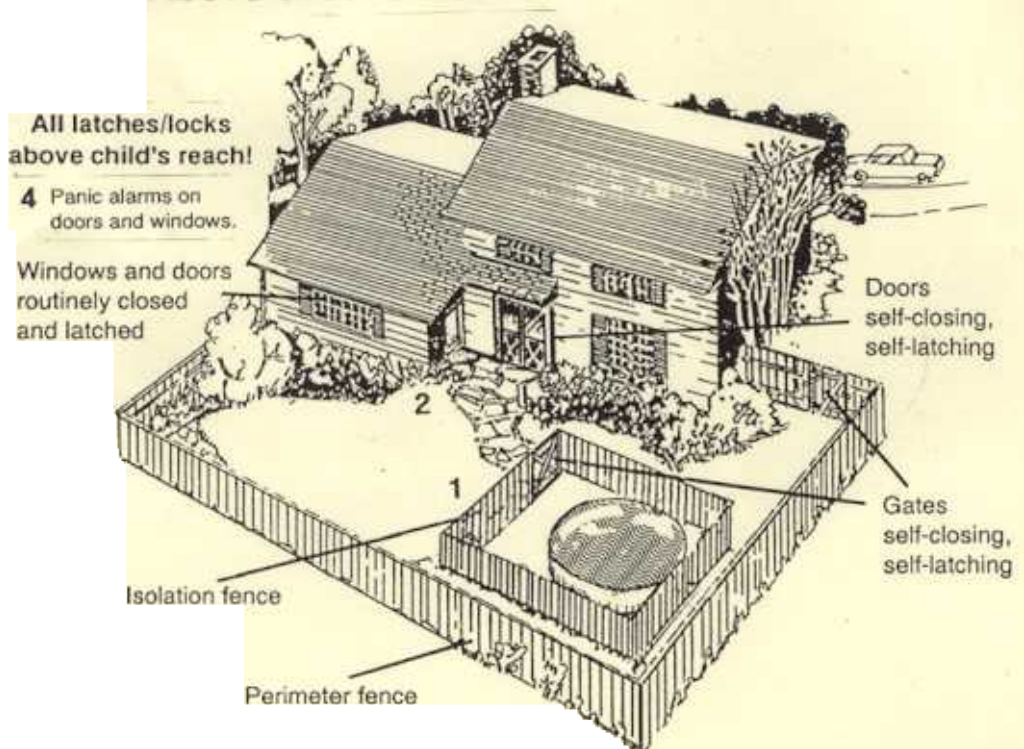 All latches/locks
above child's reach!
4 Panic alarms on
doors and windows.
Windows and doors
routinely closed
and latched
Doors
self-closing,
self-latching
2
1
Gates
self-closing,
self-latching
Isolation fence
Perimeter fence